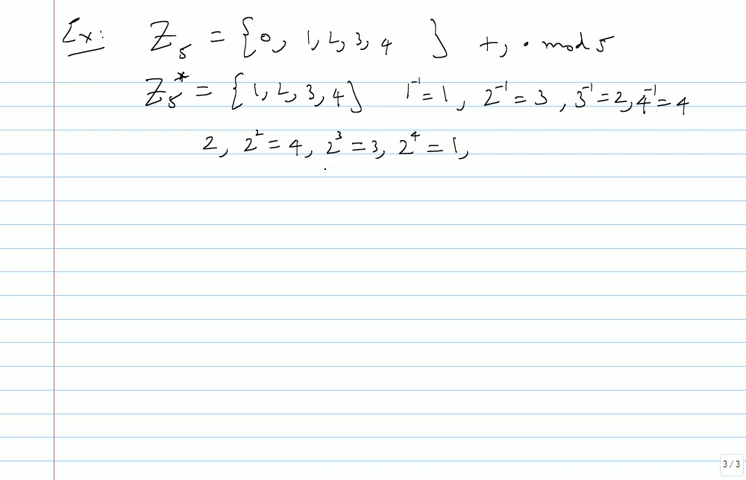 Ex: Z₅ = {0, 1, 2, 3, 4 } +, · mod 5
Z₅* = {1, 2, 3, 4} 1⁻¹ = 1, 2⁻¹ = 3, 3⁻¹ = 2, 4⁻¹ = 4
2, 2² = 4, 2³ = 3, 2⁴ = 1,
3/3